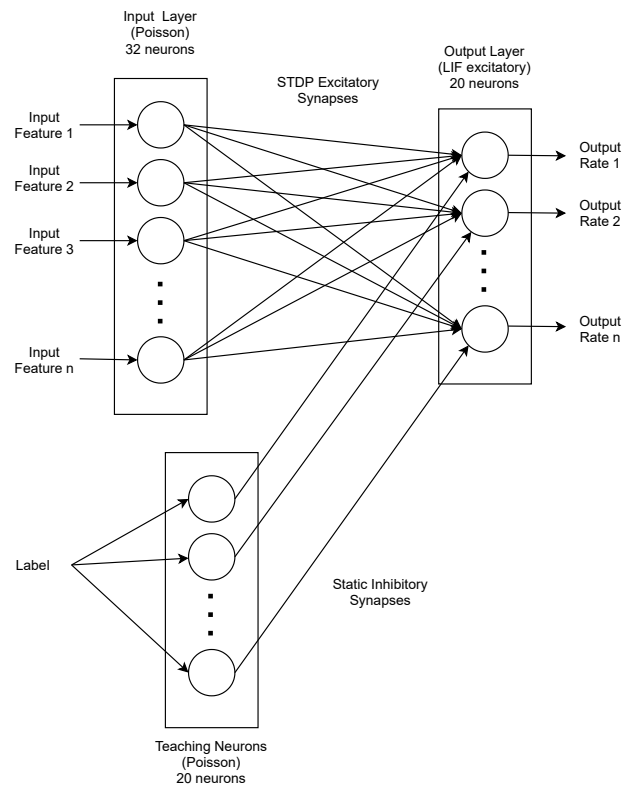 Input Layer
(Poisson)
32 neurons
Output Layer
(LIF excitatory)
20 neurons
STDP Excitatory
Synapses
Input
Feature 1
Input
Feature 2
Input
Feature 3
Input
Feature n
Output
Rate 1
Output
Rate 2
Output
Rate n
Label
Static Inhibitory
Synapses
Teaching Neurons
(Poisson)
20 neurons